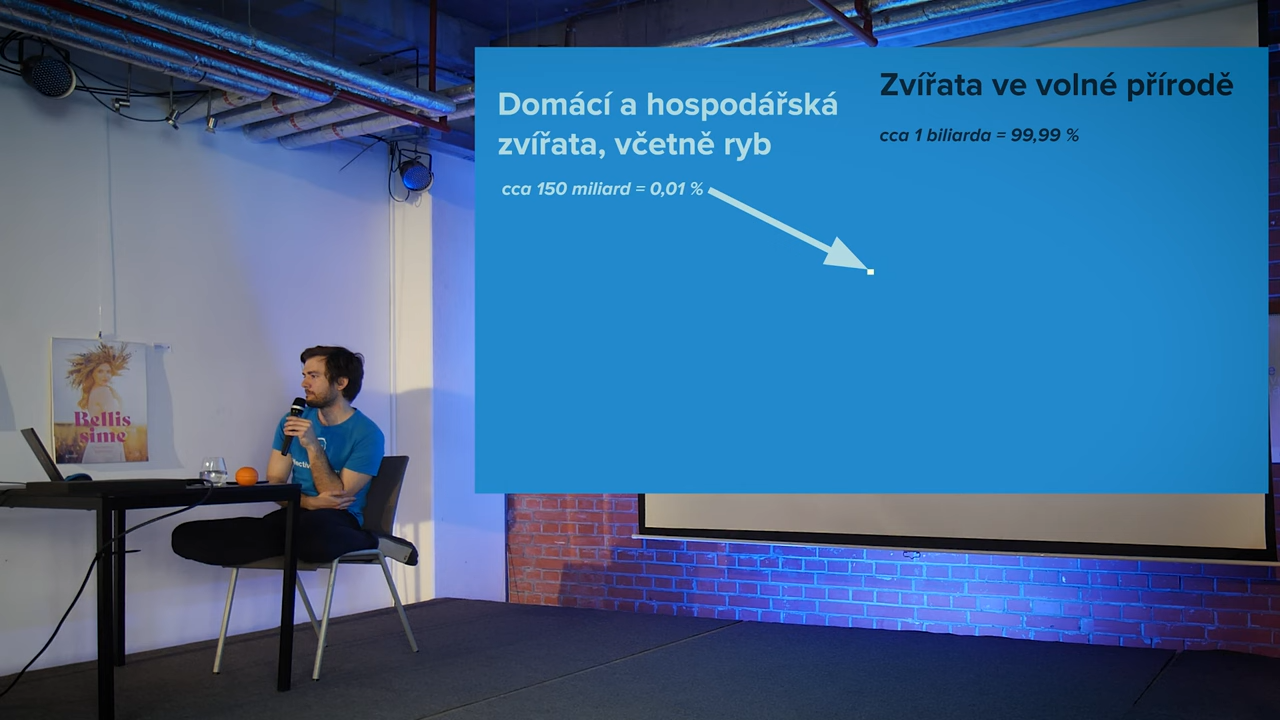 Domácí a hospodářská
zvířata, včetně ryb
cca 150 miliard = 0,01 %
Zvířata ve volné přírodě
cca 1 biliarda = 99,99 %
Bellis
sime